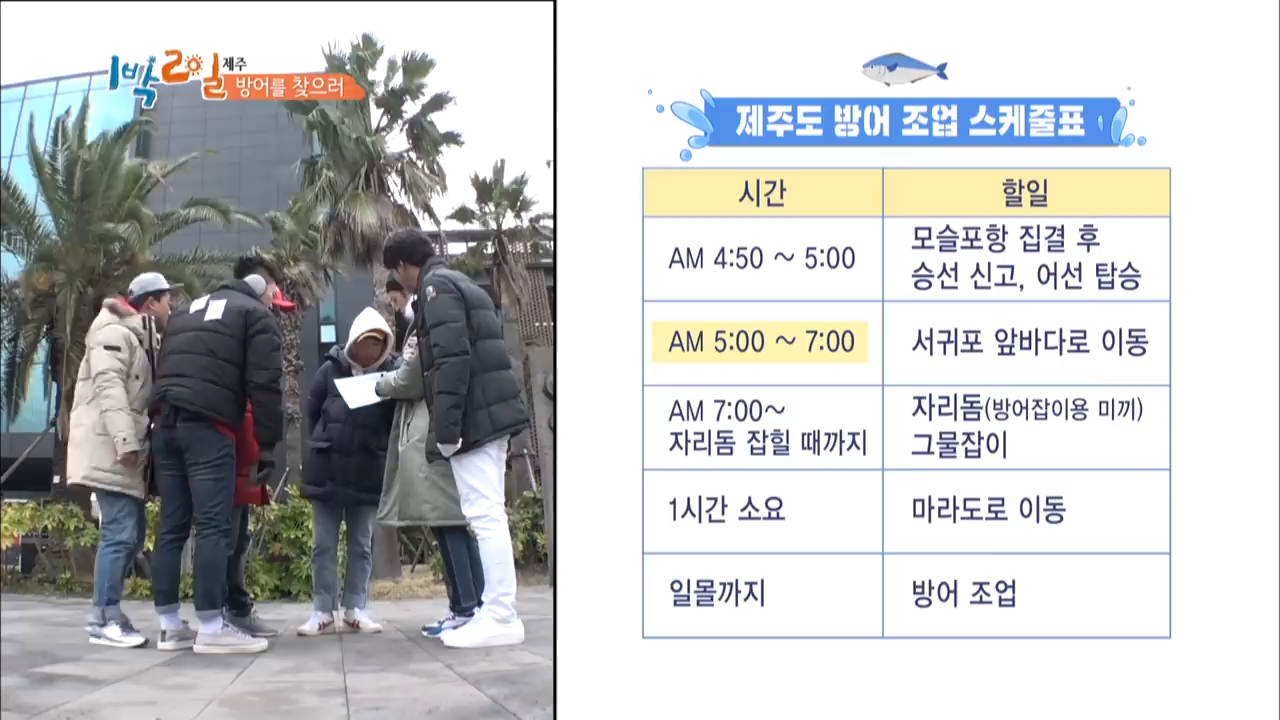 1박2일
제주
방어를 찾으러
제주도 방어 조업 스케줄표
시간
할일
AM 4:50 ~ 5:00
모슬포항 집결 후
승선 신고, 어선 탑승
AM 5:00 ~ 7:00
서귀포 앞바다로 이동
AM 7:00~
자리돔 잡힐 때까지
자리돔(방어잡이용 미끼)
그물잡이
1시간 소요
마라도로 이동
일몰까지
방어 조업